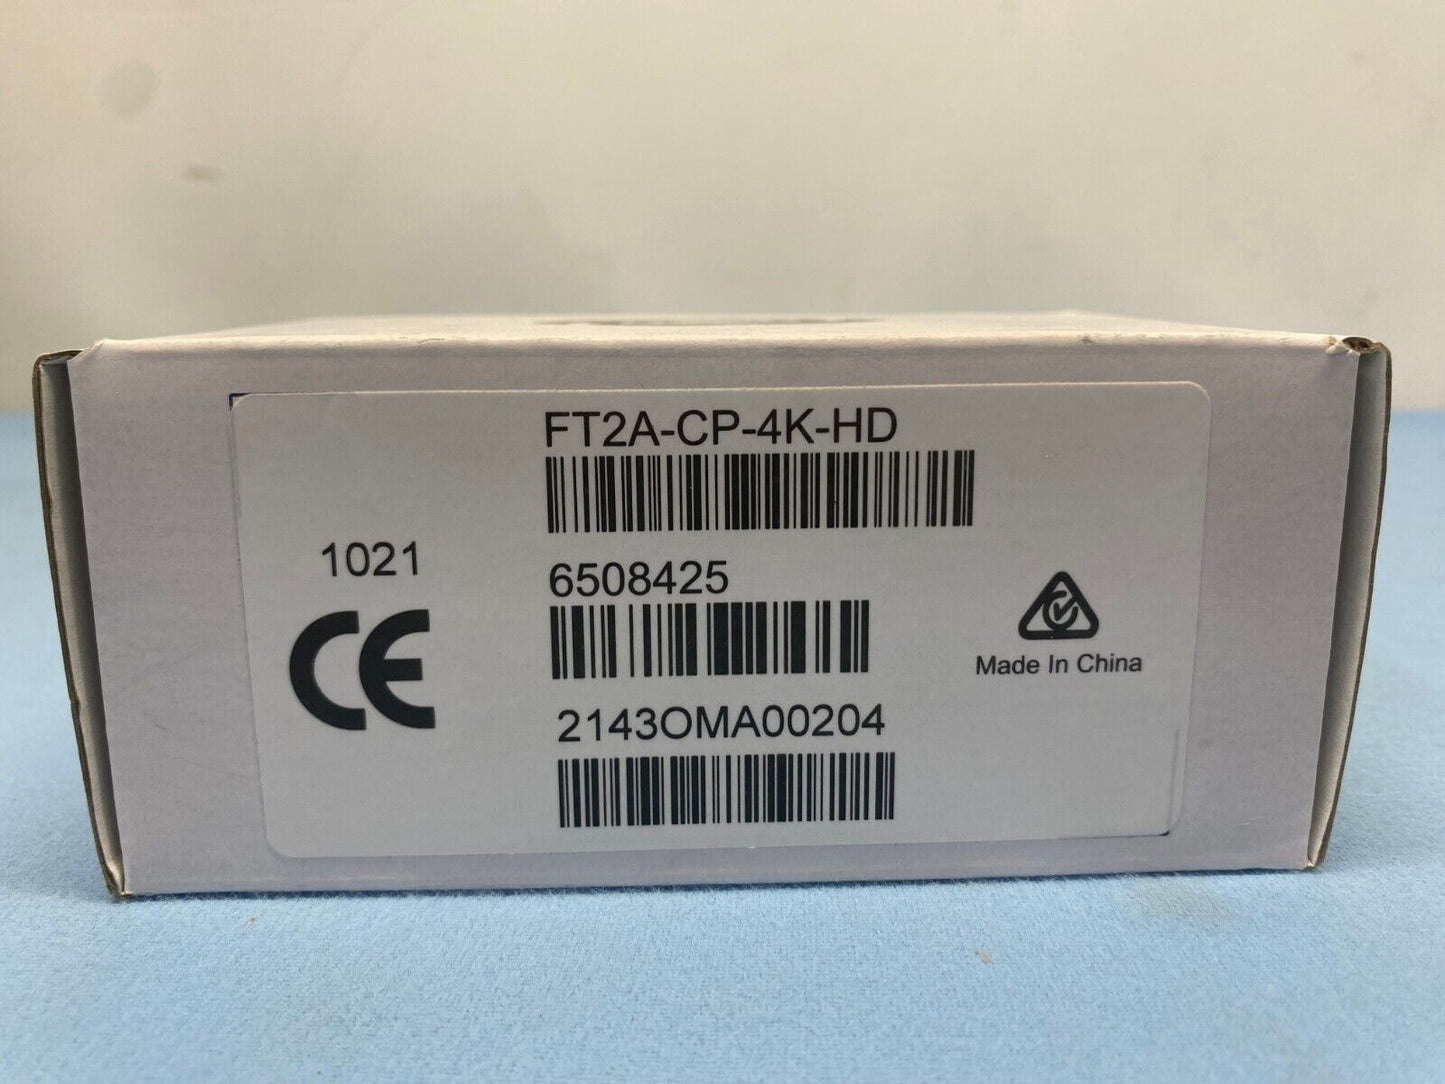 FT2A-CP-4K-HD
1021
6508425
CE
Made In China
2143OMA00204